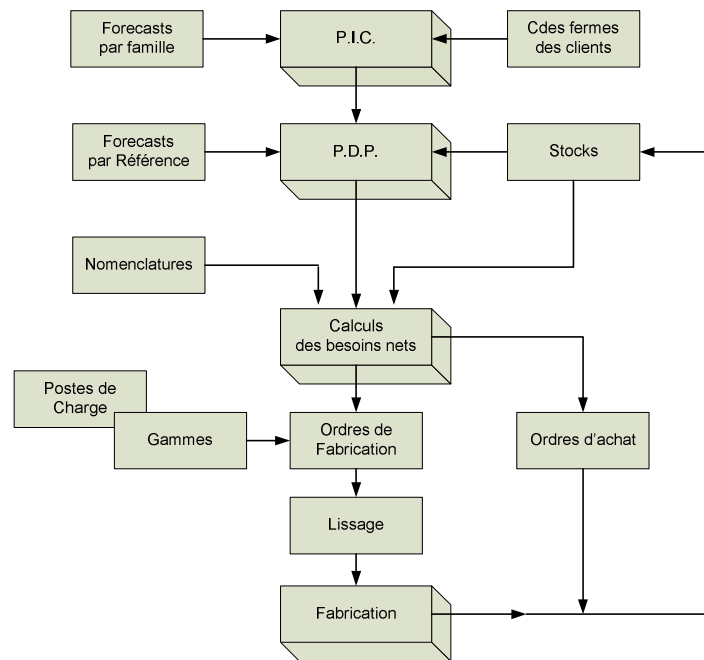 Forecasts
par famille
P.I.C.
Cdes fermes
des clients
Forecasts
par Référence
P.D.P.
Stocks
Nomenclatures
Calculs
des besoins nets
Postes de
Charge
Gammes
Ordres de
Fabrication
Ordres d'achat
Lissage
Fabrication